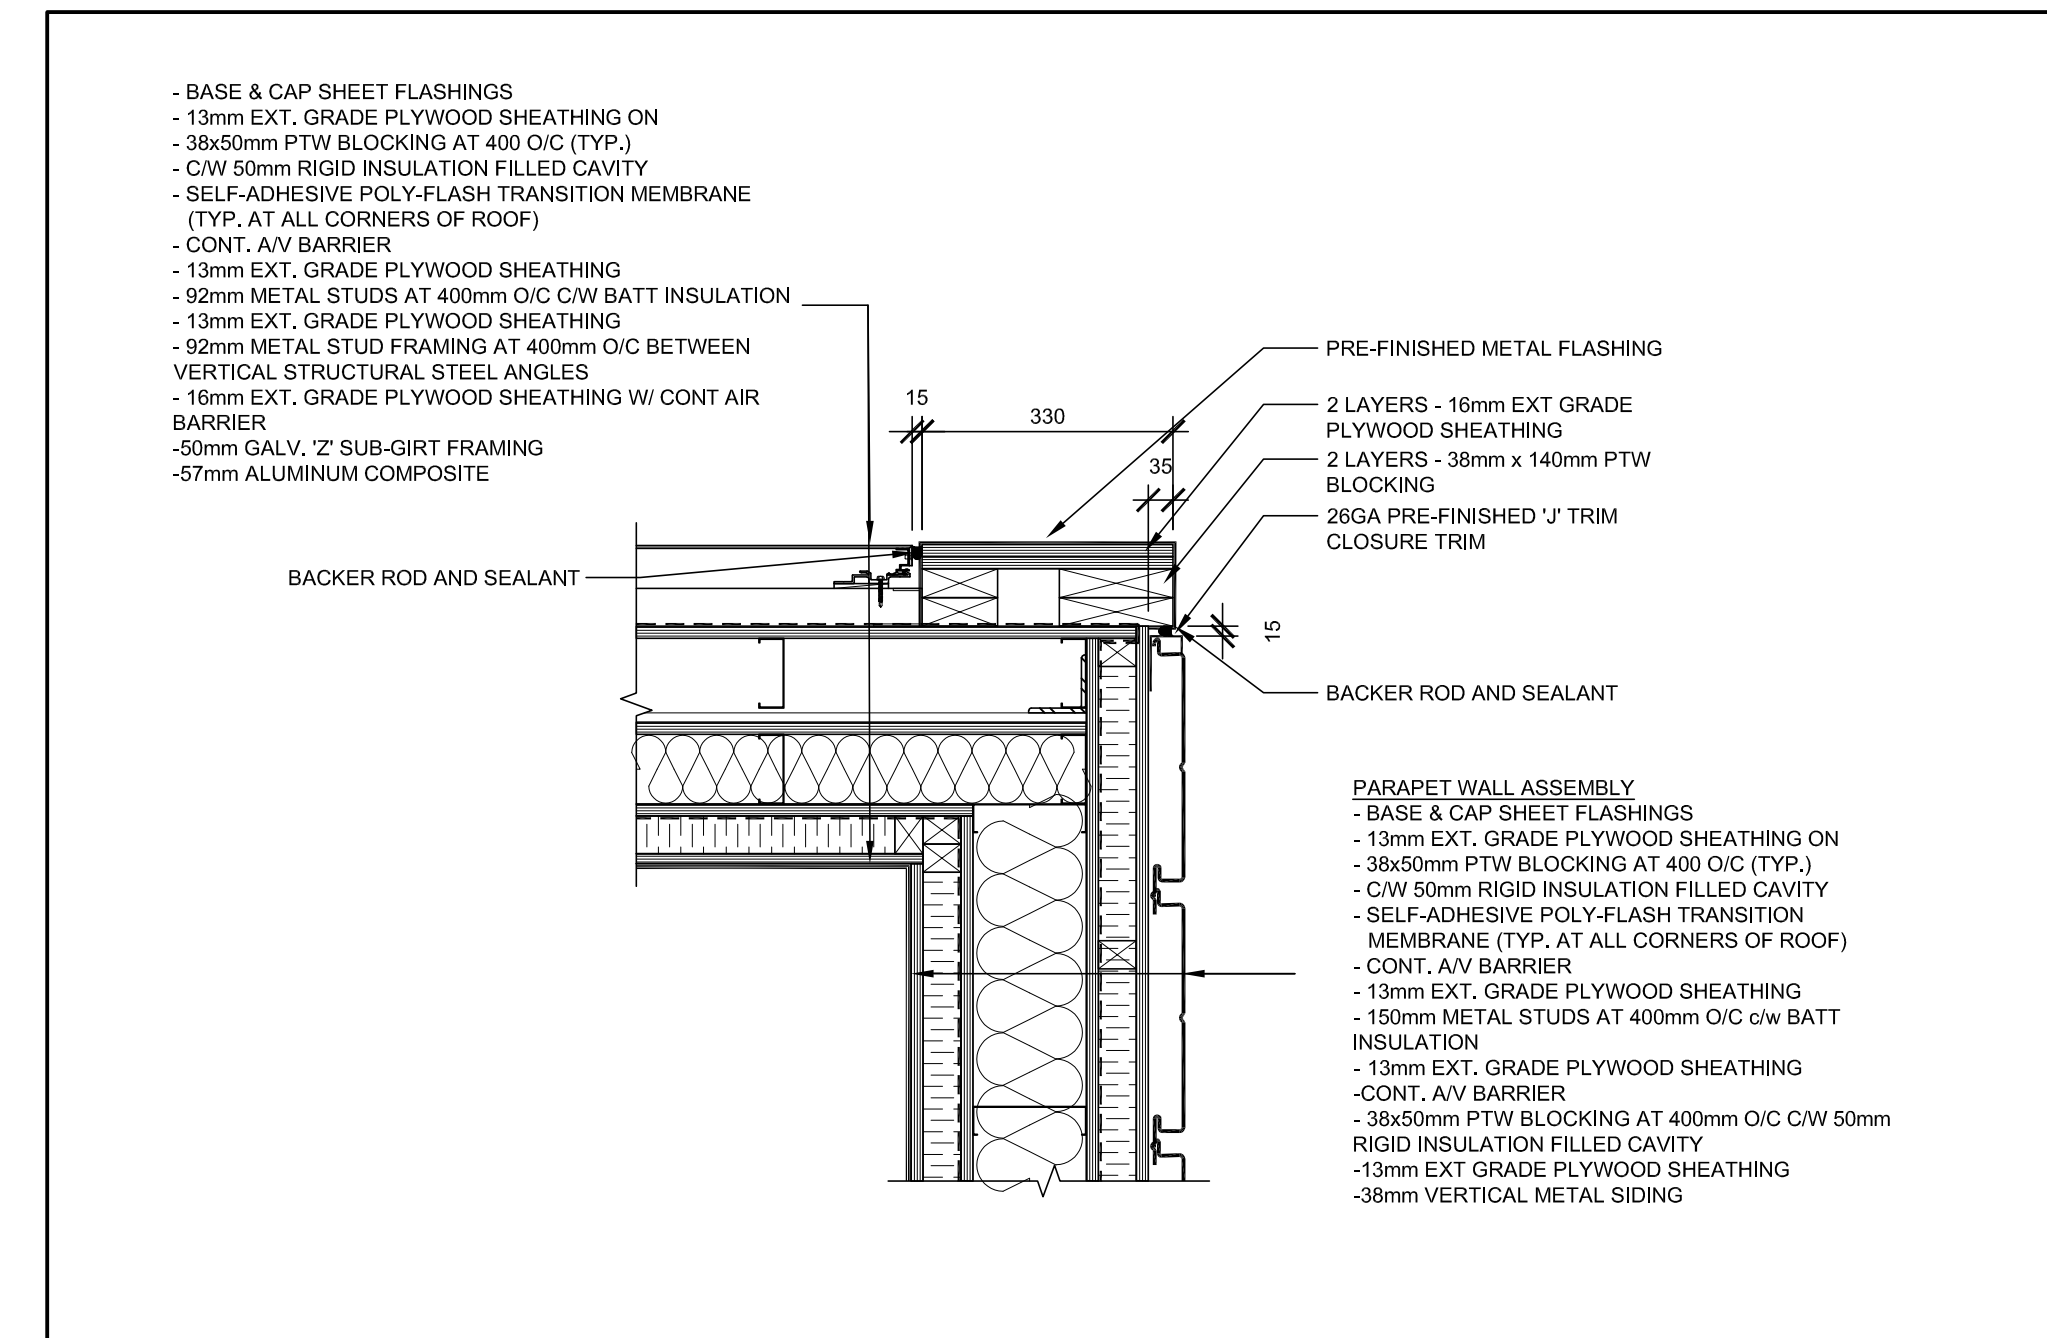 - BASE & CAP SHEET FLASHINGS
- 13mm EXT. GRADE PLYWOOD SHEATHING ON
- 38x50mm PTW BLOCKING AT 400 O/C (TYP.)
- C/W 50mm RIGID INSULATION FILLED CAVITY
- SELF-ADHESIVE POLY-FLASH TRANSITION MEMBRANE
(TYP. AT ALL CORNERS OF ROOF)
- CONT. A/V BARRIER
- 13mm EXT. GRADE PLYWOOD SHEATHING
- 92mm METAL STUDS AT 400mm O/C C/W BATT INSULATION
- 13mm EXT. GRADE PLYWOOD SHEATHING
- 92mm METAL STUD FRAMING AT 400mm O/C BETWEEN
VERTICAL STRUCTURAL STEEL ANGLES
- 16mm EXT. GRADE PLYWOOD SHEATHING W/ CONT AIR
BARRIER
-50mm GALV. 'Z' SUB-GIRT FRAMING
-57mm ALUMINUM COMPOSITE
BACKER ROD AND SEALANT
15
330
35
15
PRE-FINISHED METAL FLASHING
2 LAYERS - 16mm EXT GRADE
PLYWOOD SHEATHING
2 LAYERS - 38mm x 140mm PTW
BLOCKING
26GA PRE-FINISHED 'J' TRIM
CLOSURE TRIM
BACKER ROD AND SEALANT
PARAPET WALL ASSEMBLY
- BASE & CAP SHEET FLASHINGS
- 13mm EXT. GRADE PLYWOOD SHEATHING ON
- 38x50mm PTW BLOCKING AT 400 O/C (TYP.)
- C/W 50mm RIGID INSULATION FILLED CAVITY
- SELF-ADHESIVE POLY-FLASH TRANSITION
MEMBRANE (TYP. AT ALL CORNERS OF ROOF)
- CONT. A/V BARRIER
- 13mm EXT. GRADE PLYWOOD SHEATHING
- 150mm METAL STUDS AT 400mm O/C c/w BATT
INSULATION
- 13mm EXT. GRADE PLYWOOD SHEATHING
-CONT. A/V BARRIER
- 38x50mm PTW BLOCKING AT 400mm O/C C/W 50mm
RIGID INSULATION FILLED CAVITY
-13mm EXT GRADE PLYWOOD SHEATHING
-38mm VERTICAL METAL SIDING